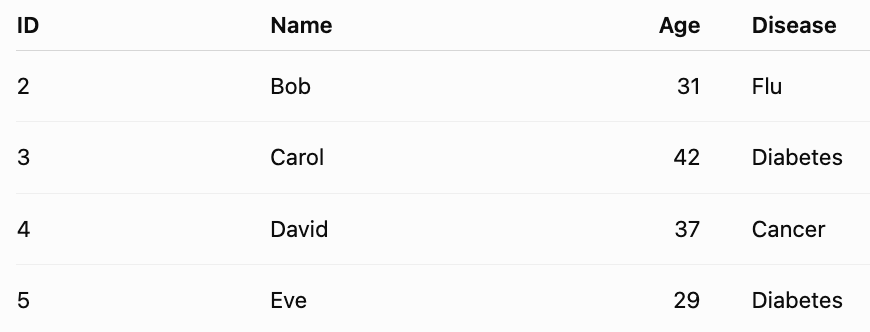 ID Name Age Disease
2 Bob 31 Flu
3 Carol 42 Diabetes
4 David 37 Cancer
5 Eve 29 Diabetes